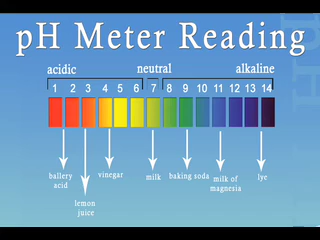 pH Meter Reading
acidic neutral alkaline
1 2 3 4 5 6 7 8 9 10 11 12 13 14
ballery
acid
lemon
juice
vinegar
milk
baking soda
milk of
magnesia
lye